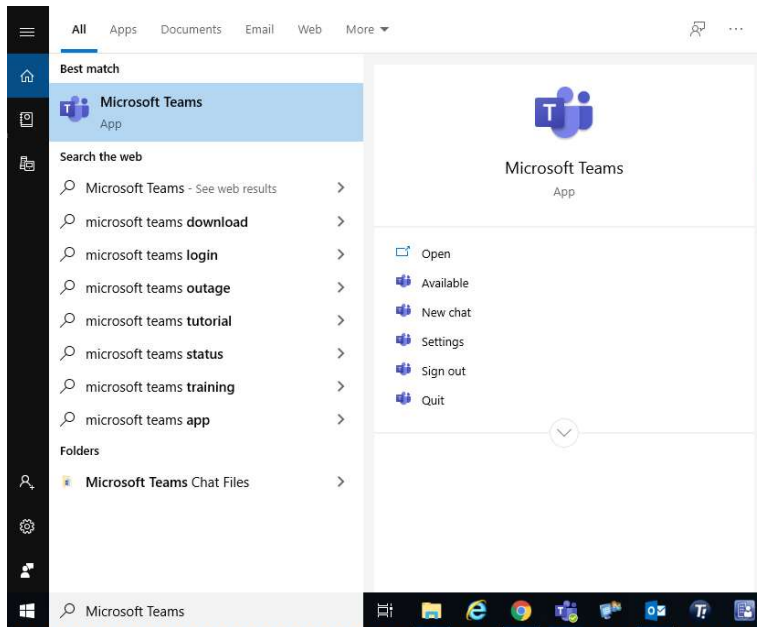 All Apps Documents Email Web More
Best match
Microsoft Teams
App
Search the web
Microsoft Teams - See web results
microsoft teams download
microsoft teams login
microsoft teams outage
microsoft teams tutorial
microsoft teams status
microsoft teams training
microsoft teams app
Folders
Microsoft Teams Chat Files
Microsoft Teams
App
Open
Available
New chat
Settings
Sign out
Quit
Microsoft Teams